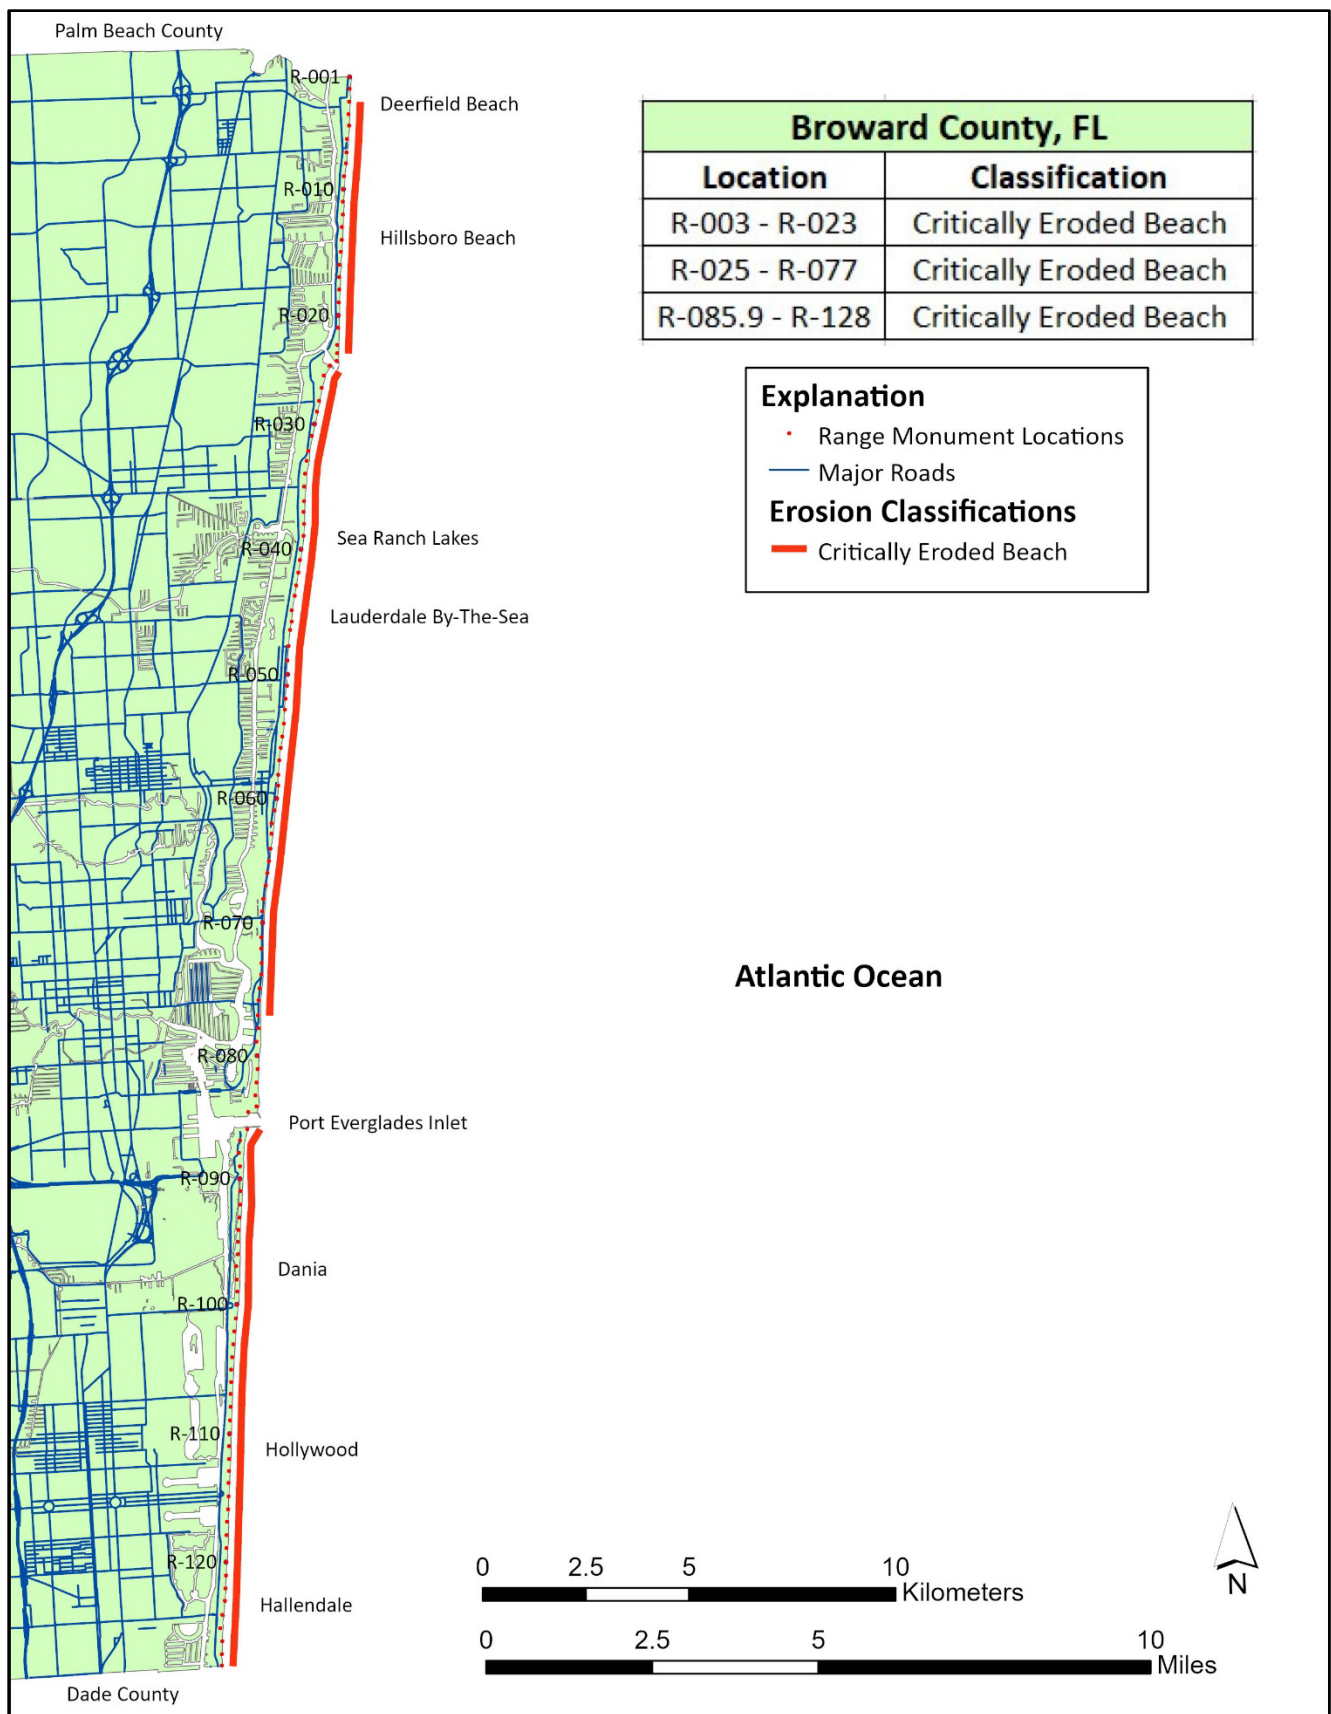 Palm Beach County
R-001
Deerfield Beach
R-010
Hillsboro Beach
R-020
R-030
Sea Ranch Lakes
R-040
Lauderdale By-The-Sea
R-050
R-060
R-070
R-080
Port Everglades Inlet
R-090
Dania
R-100
R-110
Hollywood
R-120
Hallendale
Dade County
Broward County, FL
Location Classification
R-003 - R-023 Critically Eroded Beach
R-025 - R-077 Critically Eroded Beach
R-085.9 - R-128 Critically Eroded Beach
Explanation
Range Monument Locations
Major Roads
Erosion Classifications
Critically Eroded Beach
Atlantic Ocean
0 2.5 5 10
Kilometers
0 2.5 5 10
Miles
N